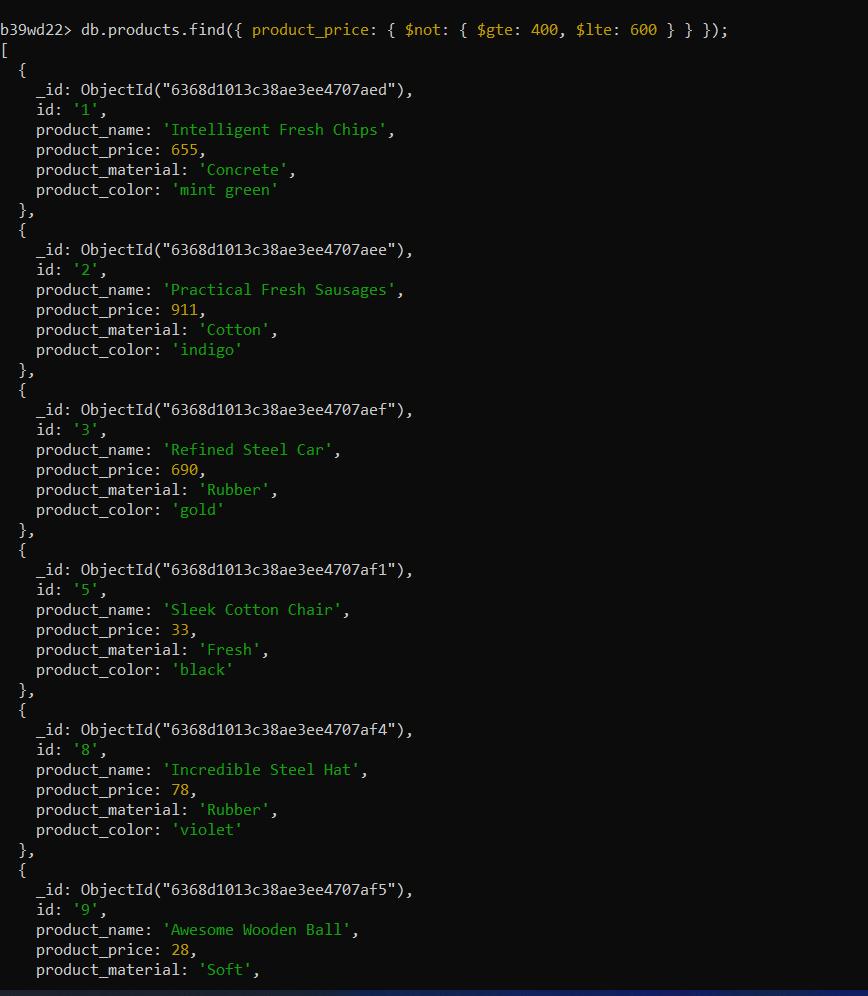 b39wd22> db.products.find({ product_price: { $not: { $gte: 400, $lte: 600 } } });
[
  {
    _id: ObjectId("6368d1013c38ae3ee4707aed"),
    id: '1',
    product_name: 'Intelligent Fresh Chips',
    product_price: 655,
    product_material: 'Concrete',
    product_color: 'mint green'
  },
  {
    _id: ObjectId("6368d1013c38ae3ee4707aee"),
    id: '2',
    product_name: 'Practical Fresh Sausages',
    product_price: 911,
    product_material: 'Cotton',
    product_color: 'indigo'
  },
  {
    _id: ObjectId("6368d1013c38ae3ee4707aef"),
    id: '3',
    product_name: 'Refined Steel Car',
    product_price: 690,
    product_material: 'Rubber',
    product_color: 'gold'
  },
  {
    _id: ObjectId("6368d1013c38ae3ee4707af1"),
    id: '5',
    product_name: 'Sleek Cotton Chair',
    product_price: 33,
    product_material: 'Fresh',
    product_color: 'black'
  },
  {
    _id: ObjectId("6368d1013c38ae3ee4707af4"),
    id: '8',
    product_name: 'Incredible Steel Hat',
    product_price: 78,
    product_material: 'Rubber',
    product_color: 'violet'
  },
  {
    _id: ObjectId("6368d1013c38ae3ee4707af5"),
    id: '9',
    product_name: 'Awesome Wooden Ball',
    product_price: 28,
    product_material: 'Soft',